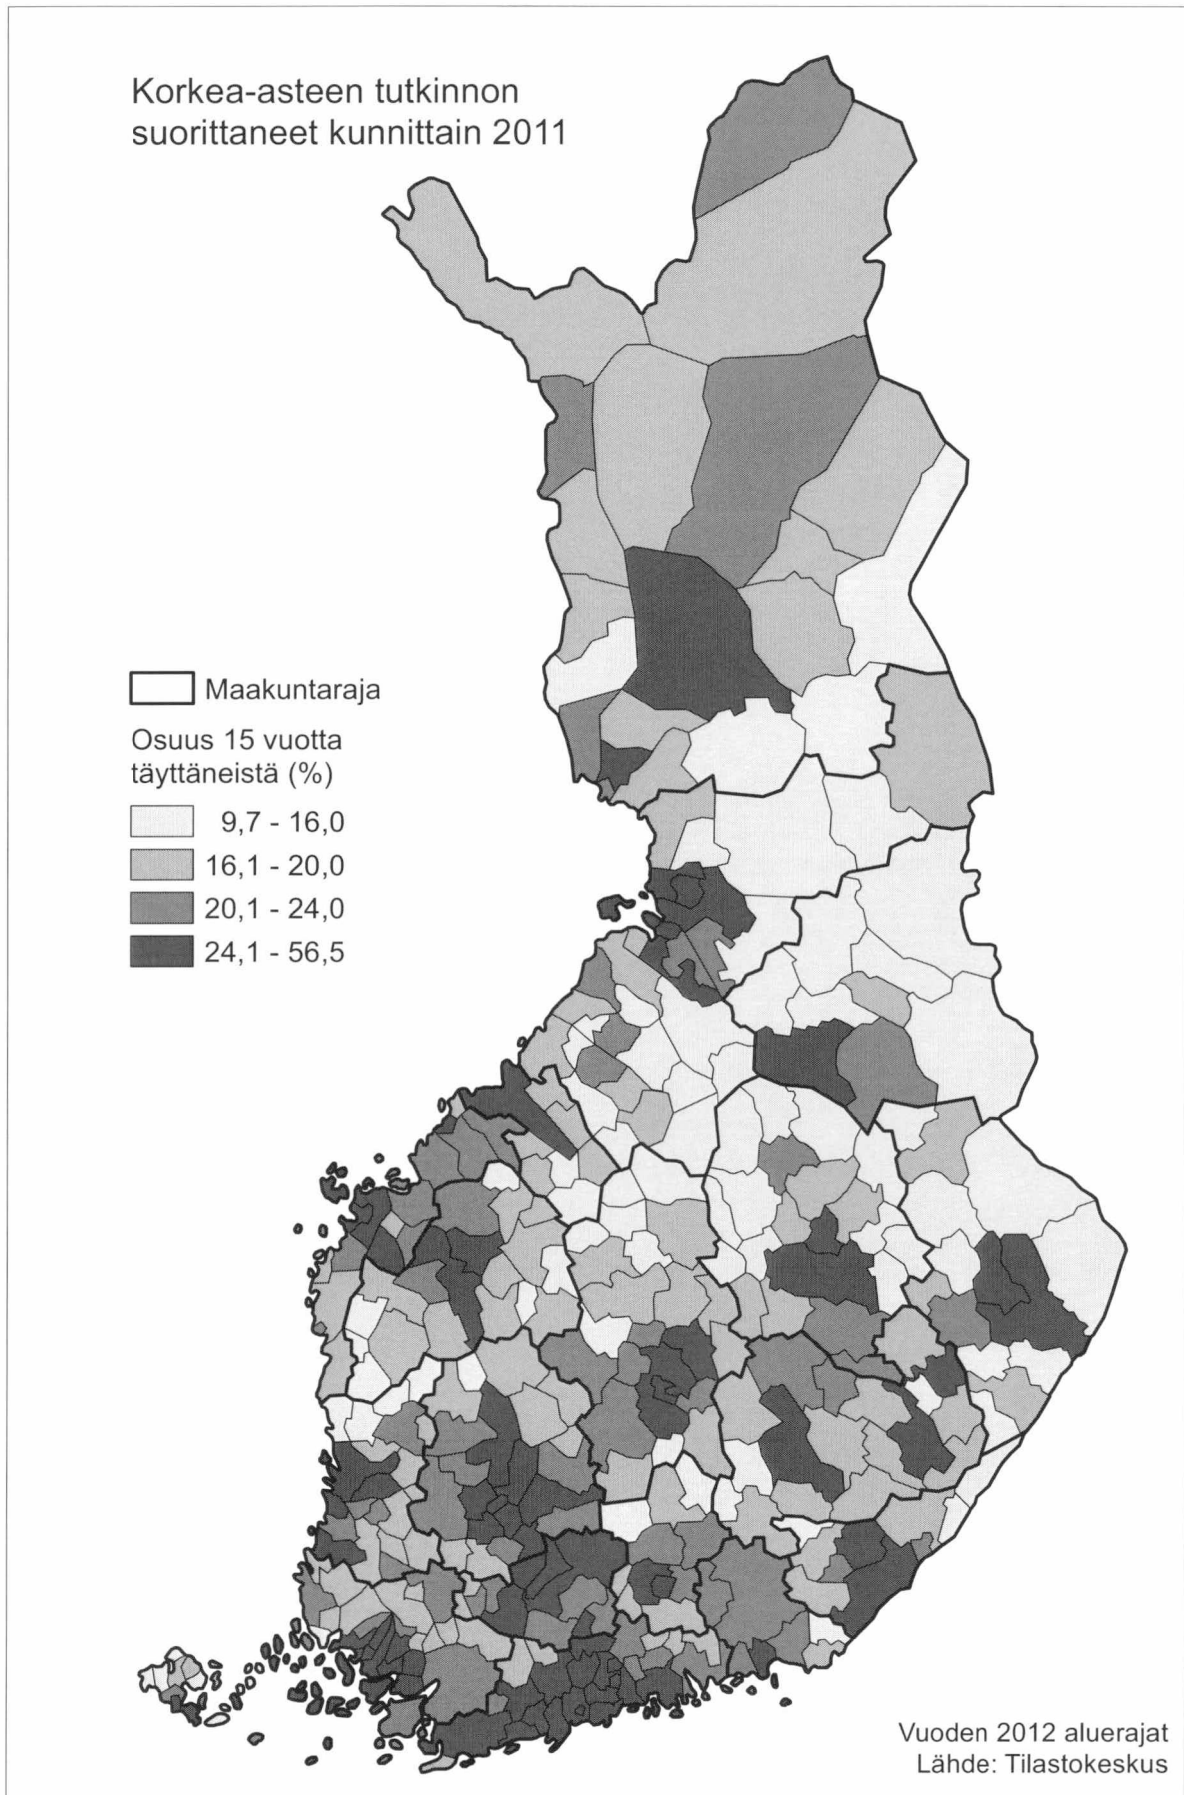 Korkea-asteen tutkinnon
suorittaneet kunnittain 2011
Maakuntaraja
Osuus 15 vuotta
täyttäneistä (%)
9,7 - 16,0
16,1 - 20,0
20,1 - 24,0
24,1 - 56,5
Vuoden 2012 aluerajat
Lähde: Tilastokeskus